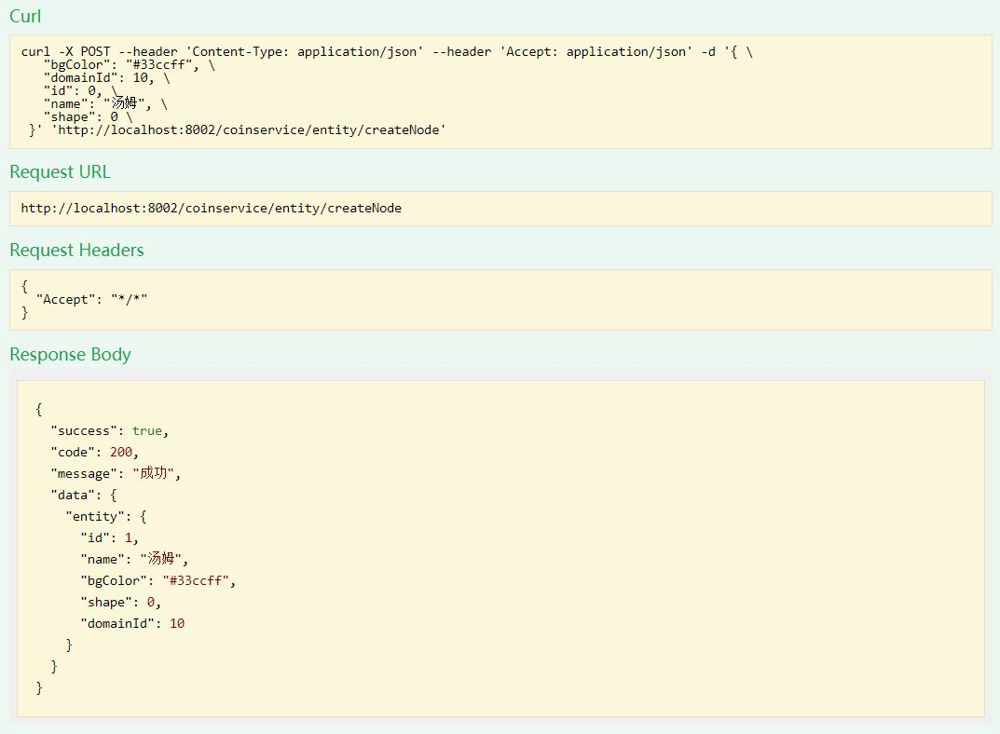 Curl
curl -X POST --header 'Content-Type: application/json' --header 'Accept: application/json' -d '{ \
"bgColor": "#33ccff", \
"domainId": 10, \
"id": 0, \
"name": "汤姆", \
"shape": 0 \
}' 'http://localhost:8002/coinservice/entity/createNode'
Request URL
http://localhost:8002/coinservice/entity/createNode
Request Headers
{
"Accept": "*/*"
}
Response Body
{
"success": true,
"code": 200,
"message": "成功",
"data": {
"entity": {
"id": 1,
"name": "汤姆",
"bgColor": "#33ccff",
"shape": 0,
"domainId": 10
}
}
}